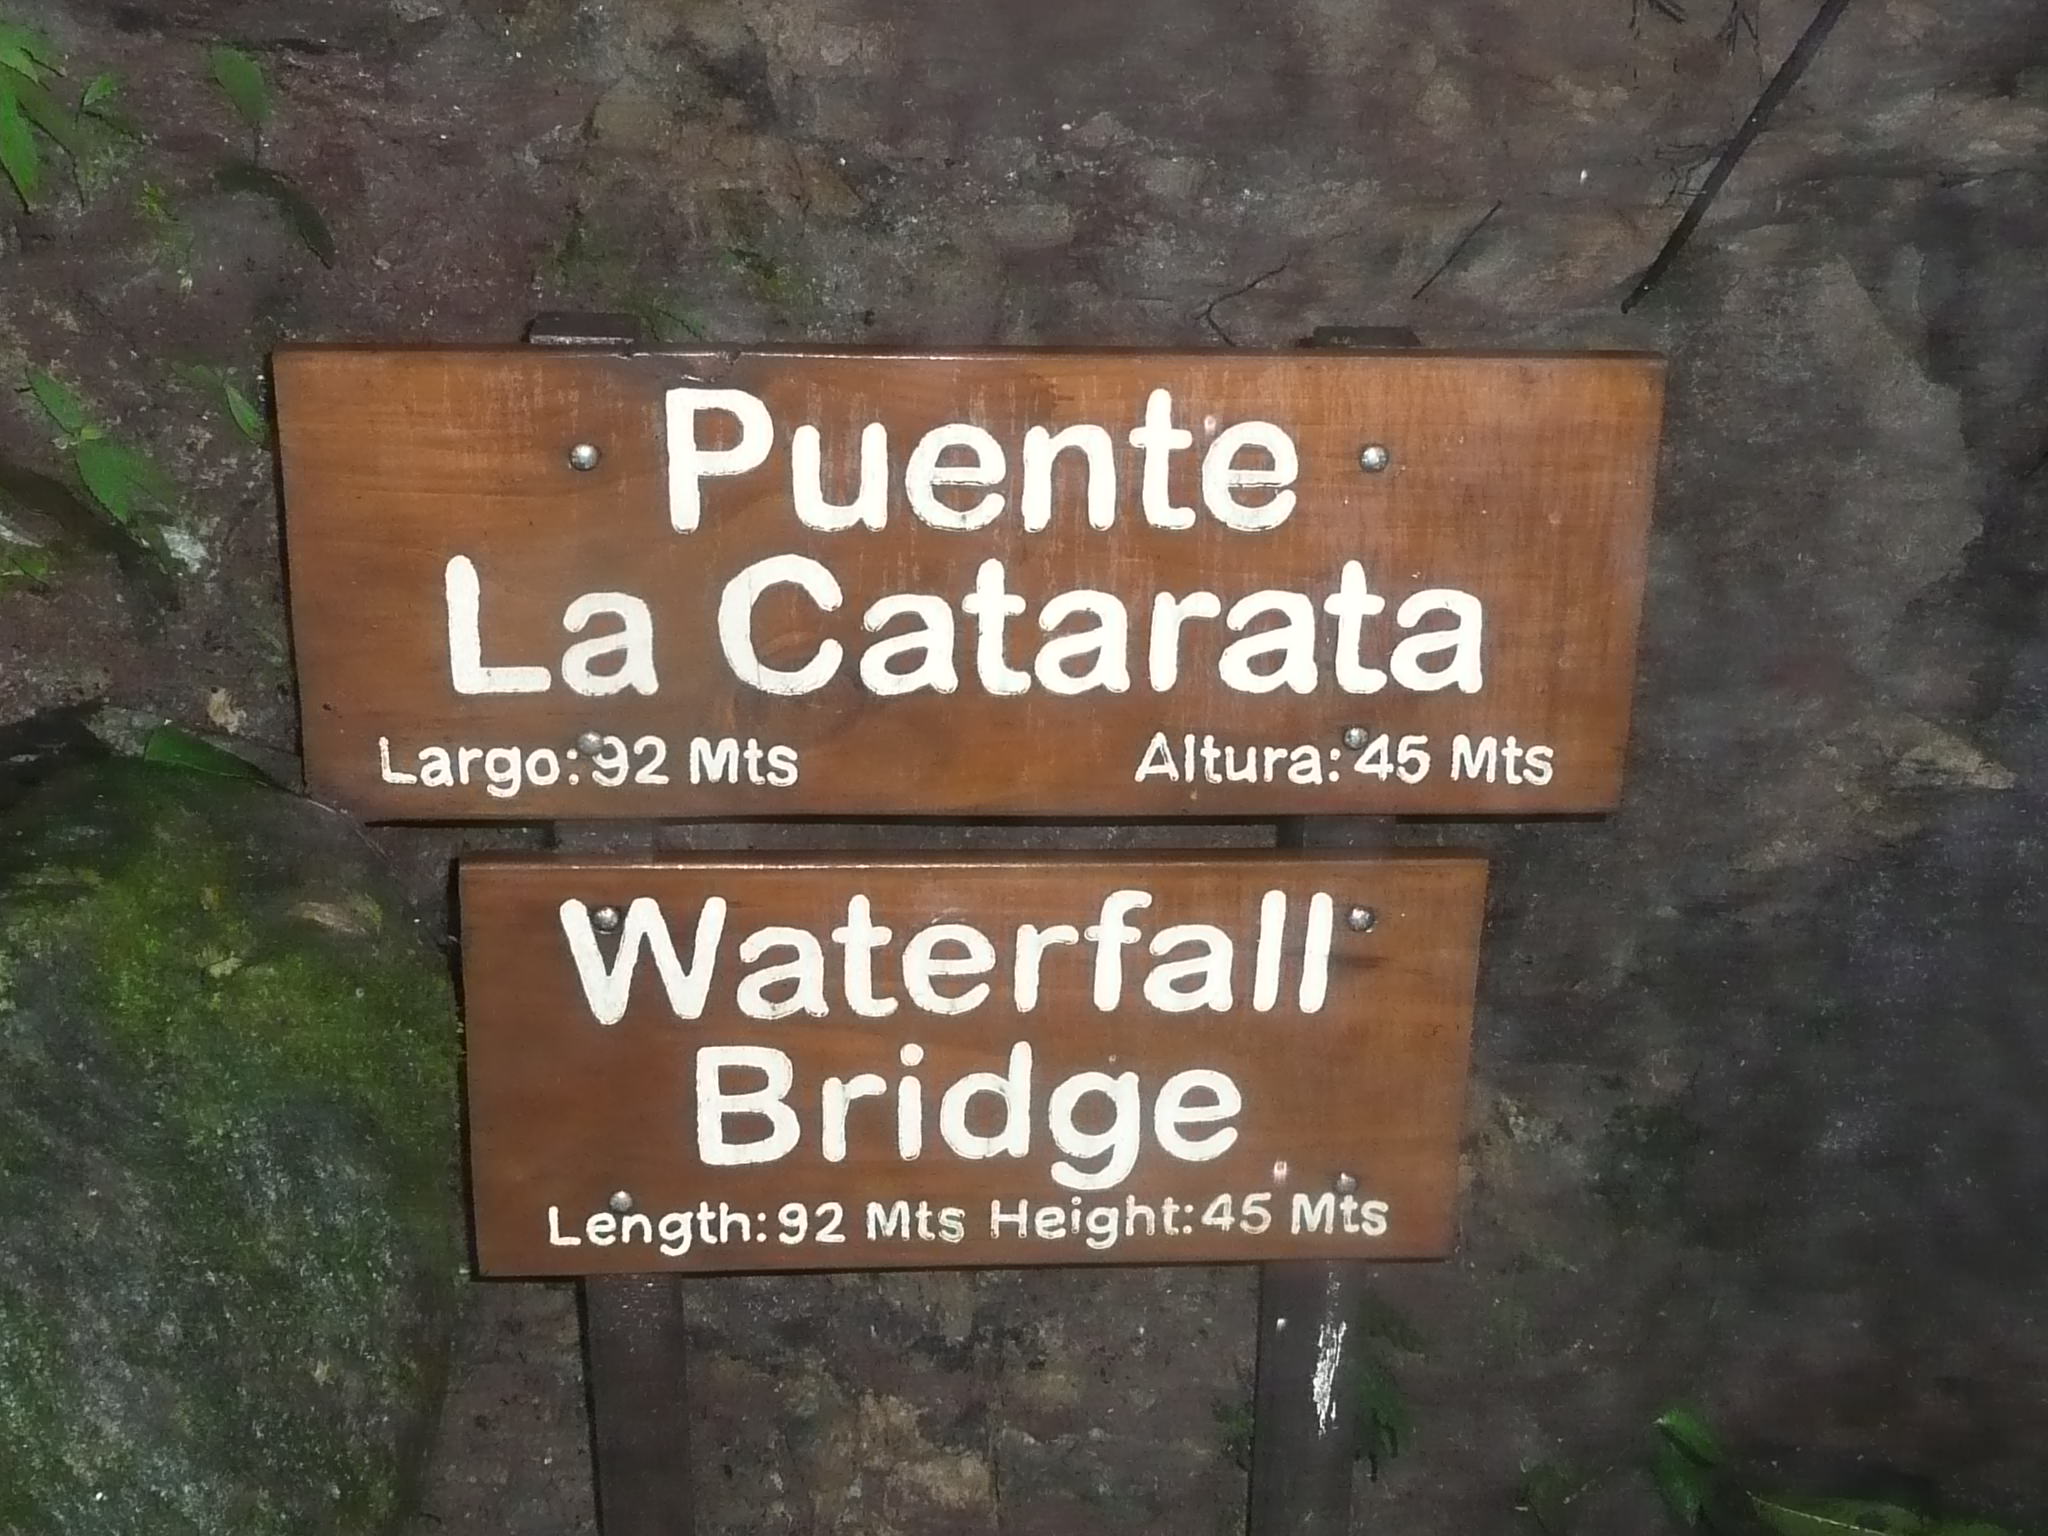 Puente
La Catarata
Largo: 92 Mts Altura: 45 Mts
Waterfall
Bridge
Length: 92 Mts Height: 45 Mts